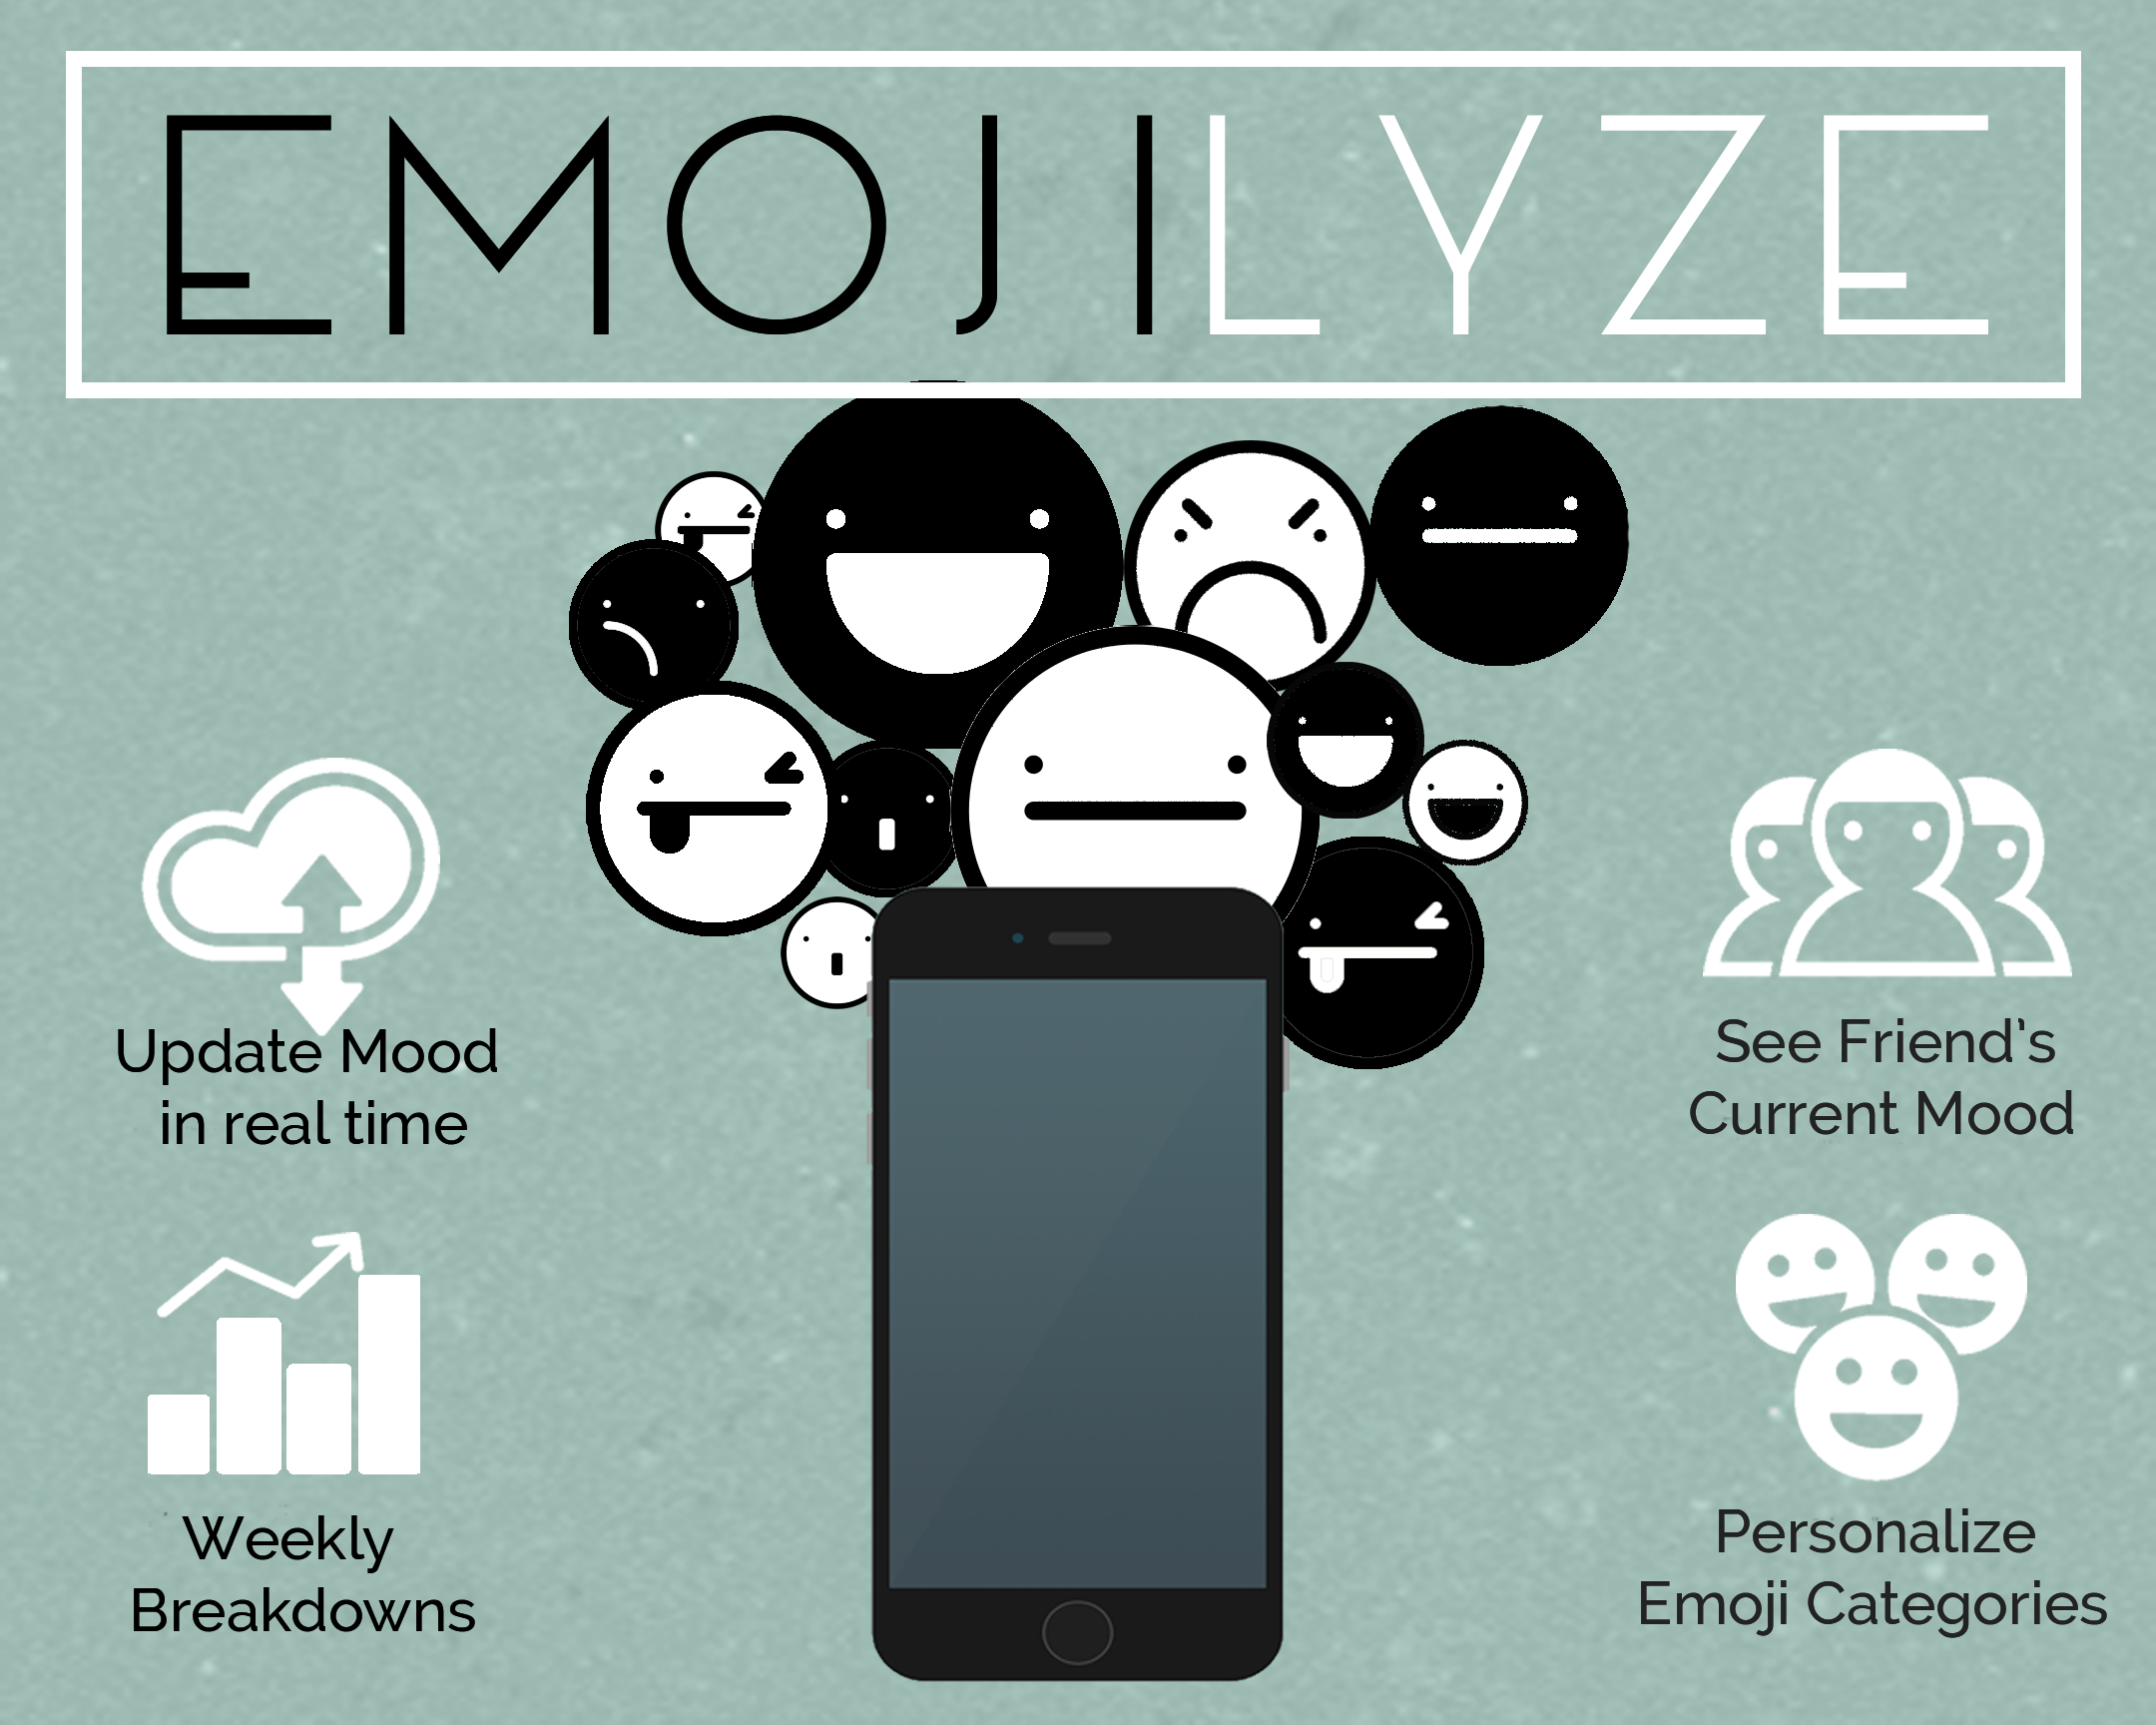 EMOJILYZE
Update Mood
in real time
See Friend's
Current Mood
Weekly
Breakdowns
Personalize
Emoji Categories